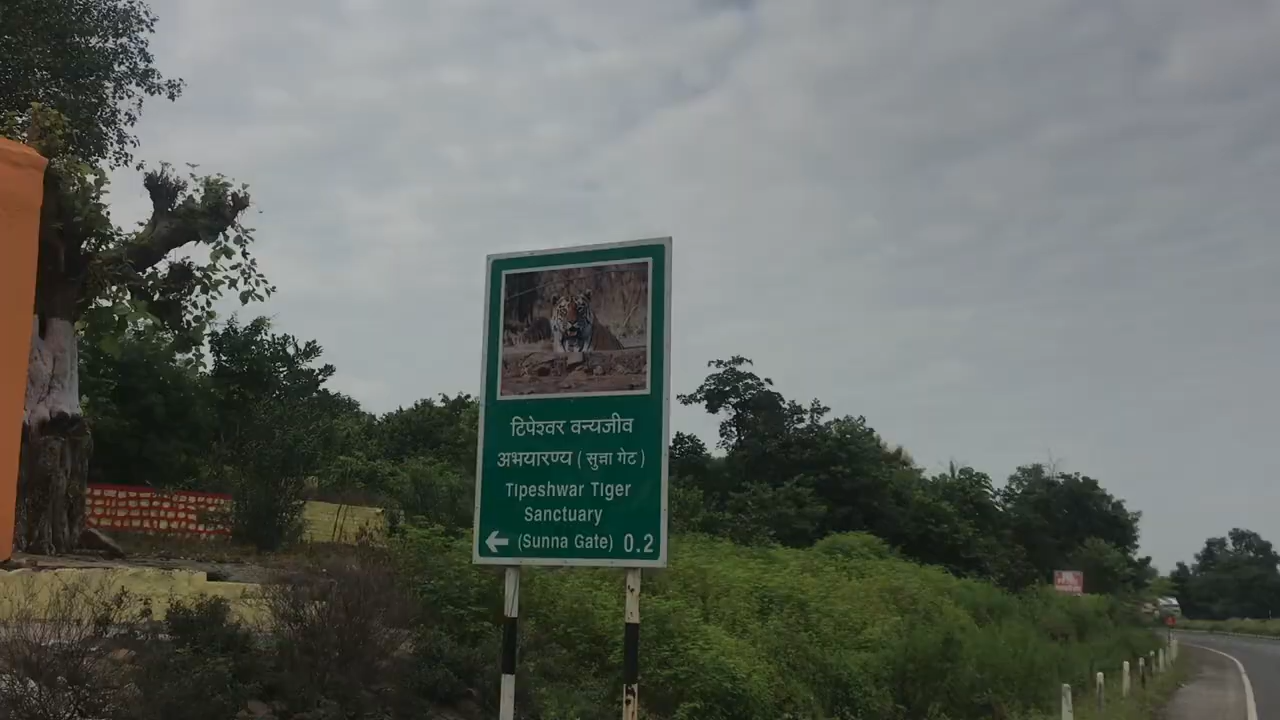 टिपेश्वर वन्यजीव
अभयारण्य ( सुन्ना गेट )
Tipeshwar Tiger
Sanctuary
(Sunna Gate) 0.2